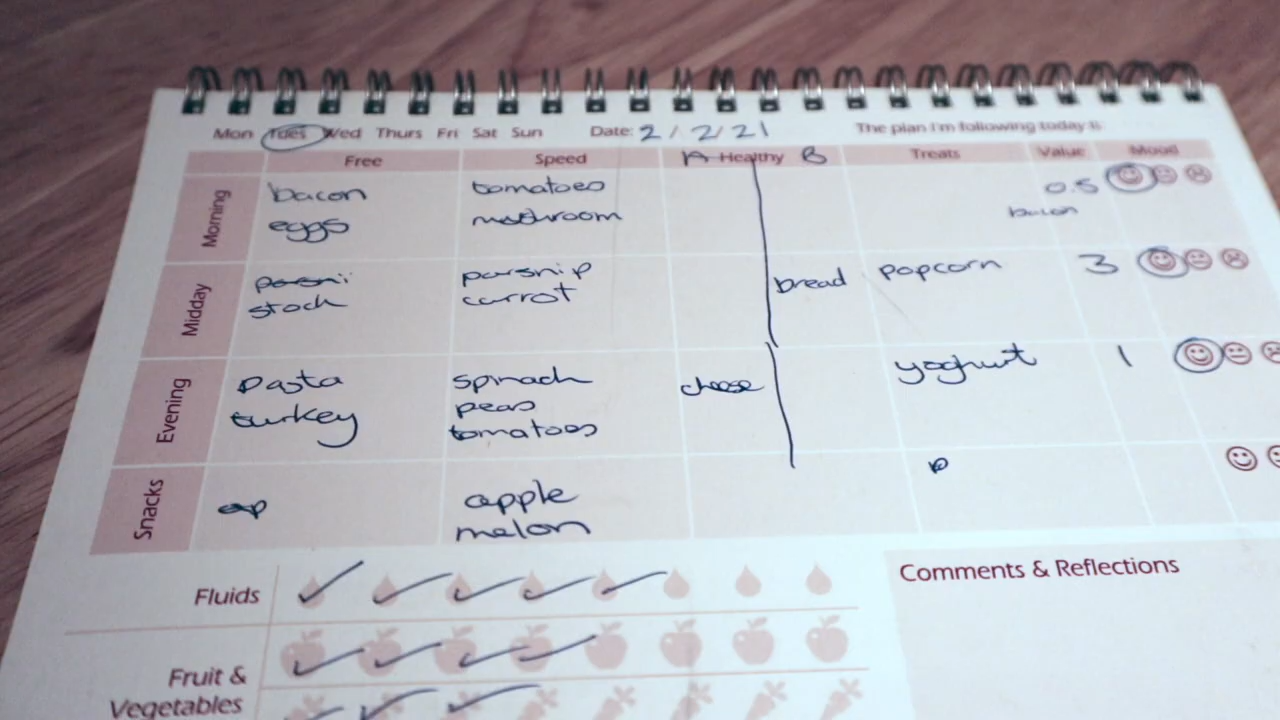 Mon Tues Wed Thurs Fri Sat Sun Date: 2/2/21 The plan I'm following today is:
Free Speed A Healthy B Treats Value Mood
Morning
bacon tomatoes 0.5
eggs mushroom bacon
Midday
parsnip bread popcorn 3
stock carrot
Evening
pasta spinach cheese yoghurt 1
turkey peas
tomatoes
Snacks
ap apple
melon
Fluids
Comments & Reflections
Fruit &
Vegetables